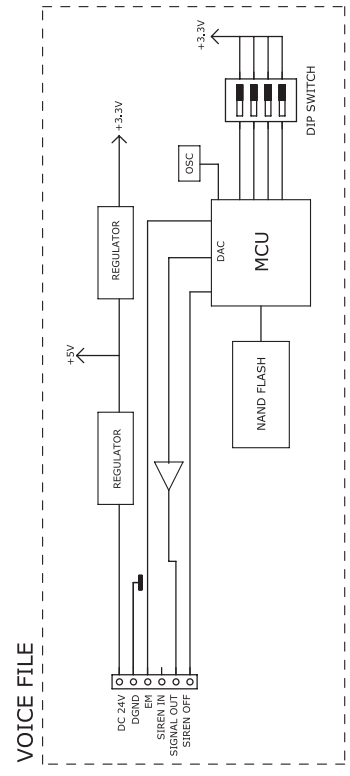 VOICE FILE
DC 24V
DGND
EM
SIREN IN
SIGNAL OUT
SIREN OFF
REGULATOR
+5V
REGULATOR
+3.3V
OSC
DAC
MCU
NAND FLASH
DIP SWITCH
+3.3V